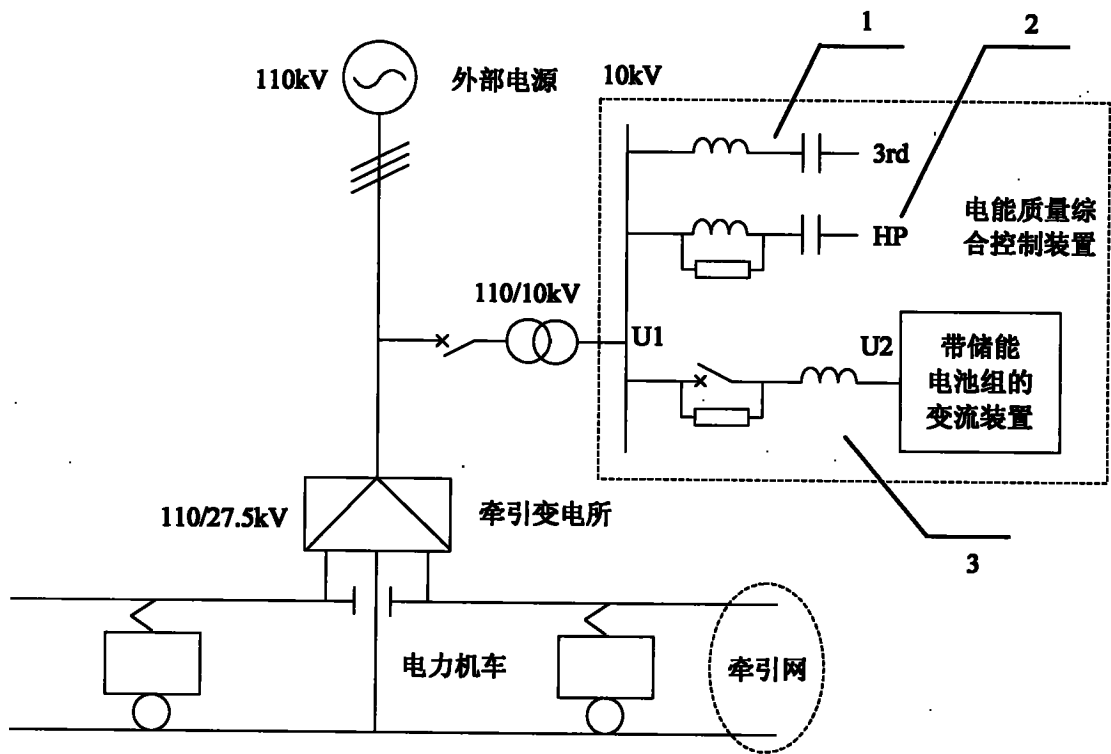 1
2
110kV
外部电源
10kV
3rd
HP
电能质量综
合控制装置
110/10kV
U1
U2
带储能
电池组的
变流装置
110/27.5kV
牵引变电所
3
电力机车
牵引网